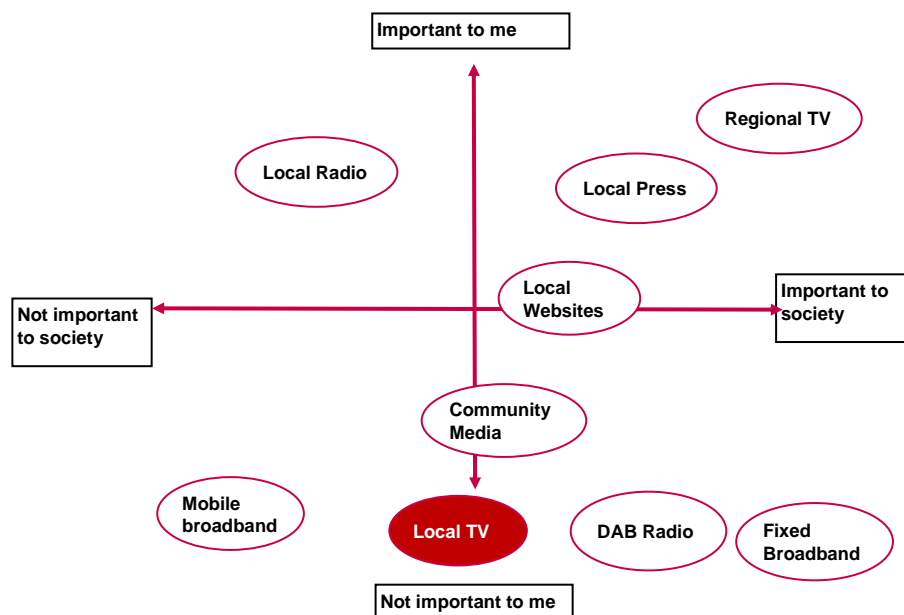 Important to me
Regional TV
Local Radio
Local Press
Local
Websites
Not important
to society
Important to
society
Community
Media
Mobile
broadband
Local TV
DAB Radio
Fixed
Broadband
Not important to me